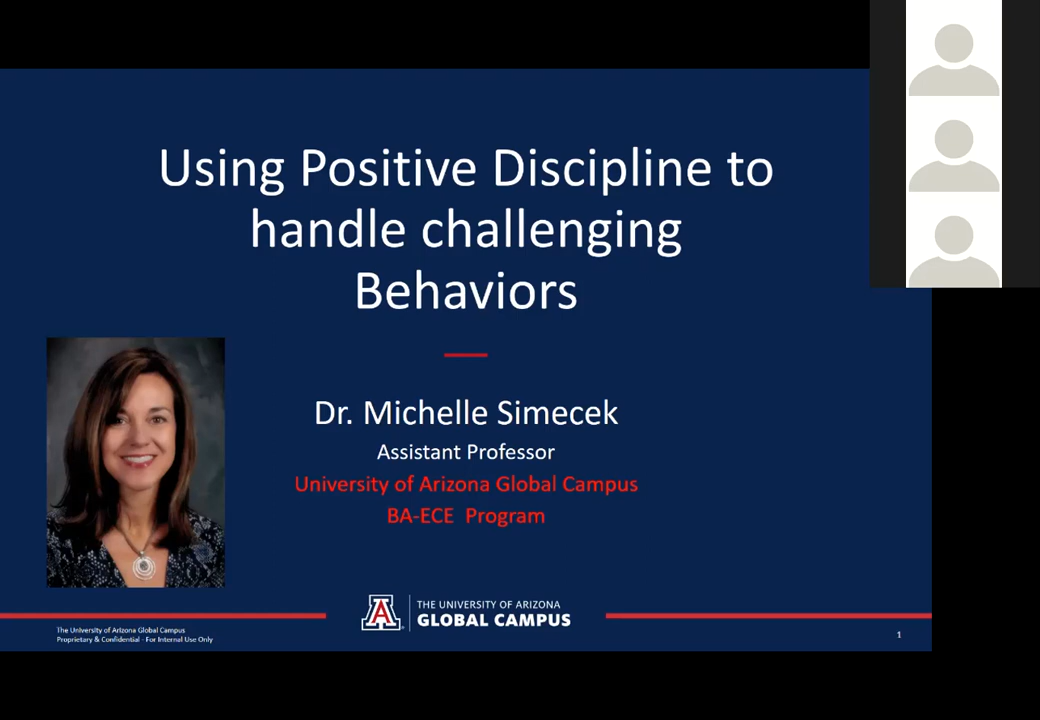 Using Positive Discipline to
handle challenging
Behaviors
Dr. Michelle Simecek
Assistant Professor
University of Arizona Global Campus
BA-ECE Program
THE UNIVERSITY OF ARIZONA
GLOBAL CAMPUS
The University of Arizona Global Campus
Proprietary & Confidential - For Internal Use Only
1